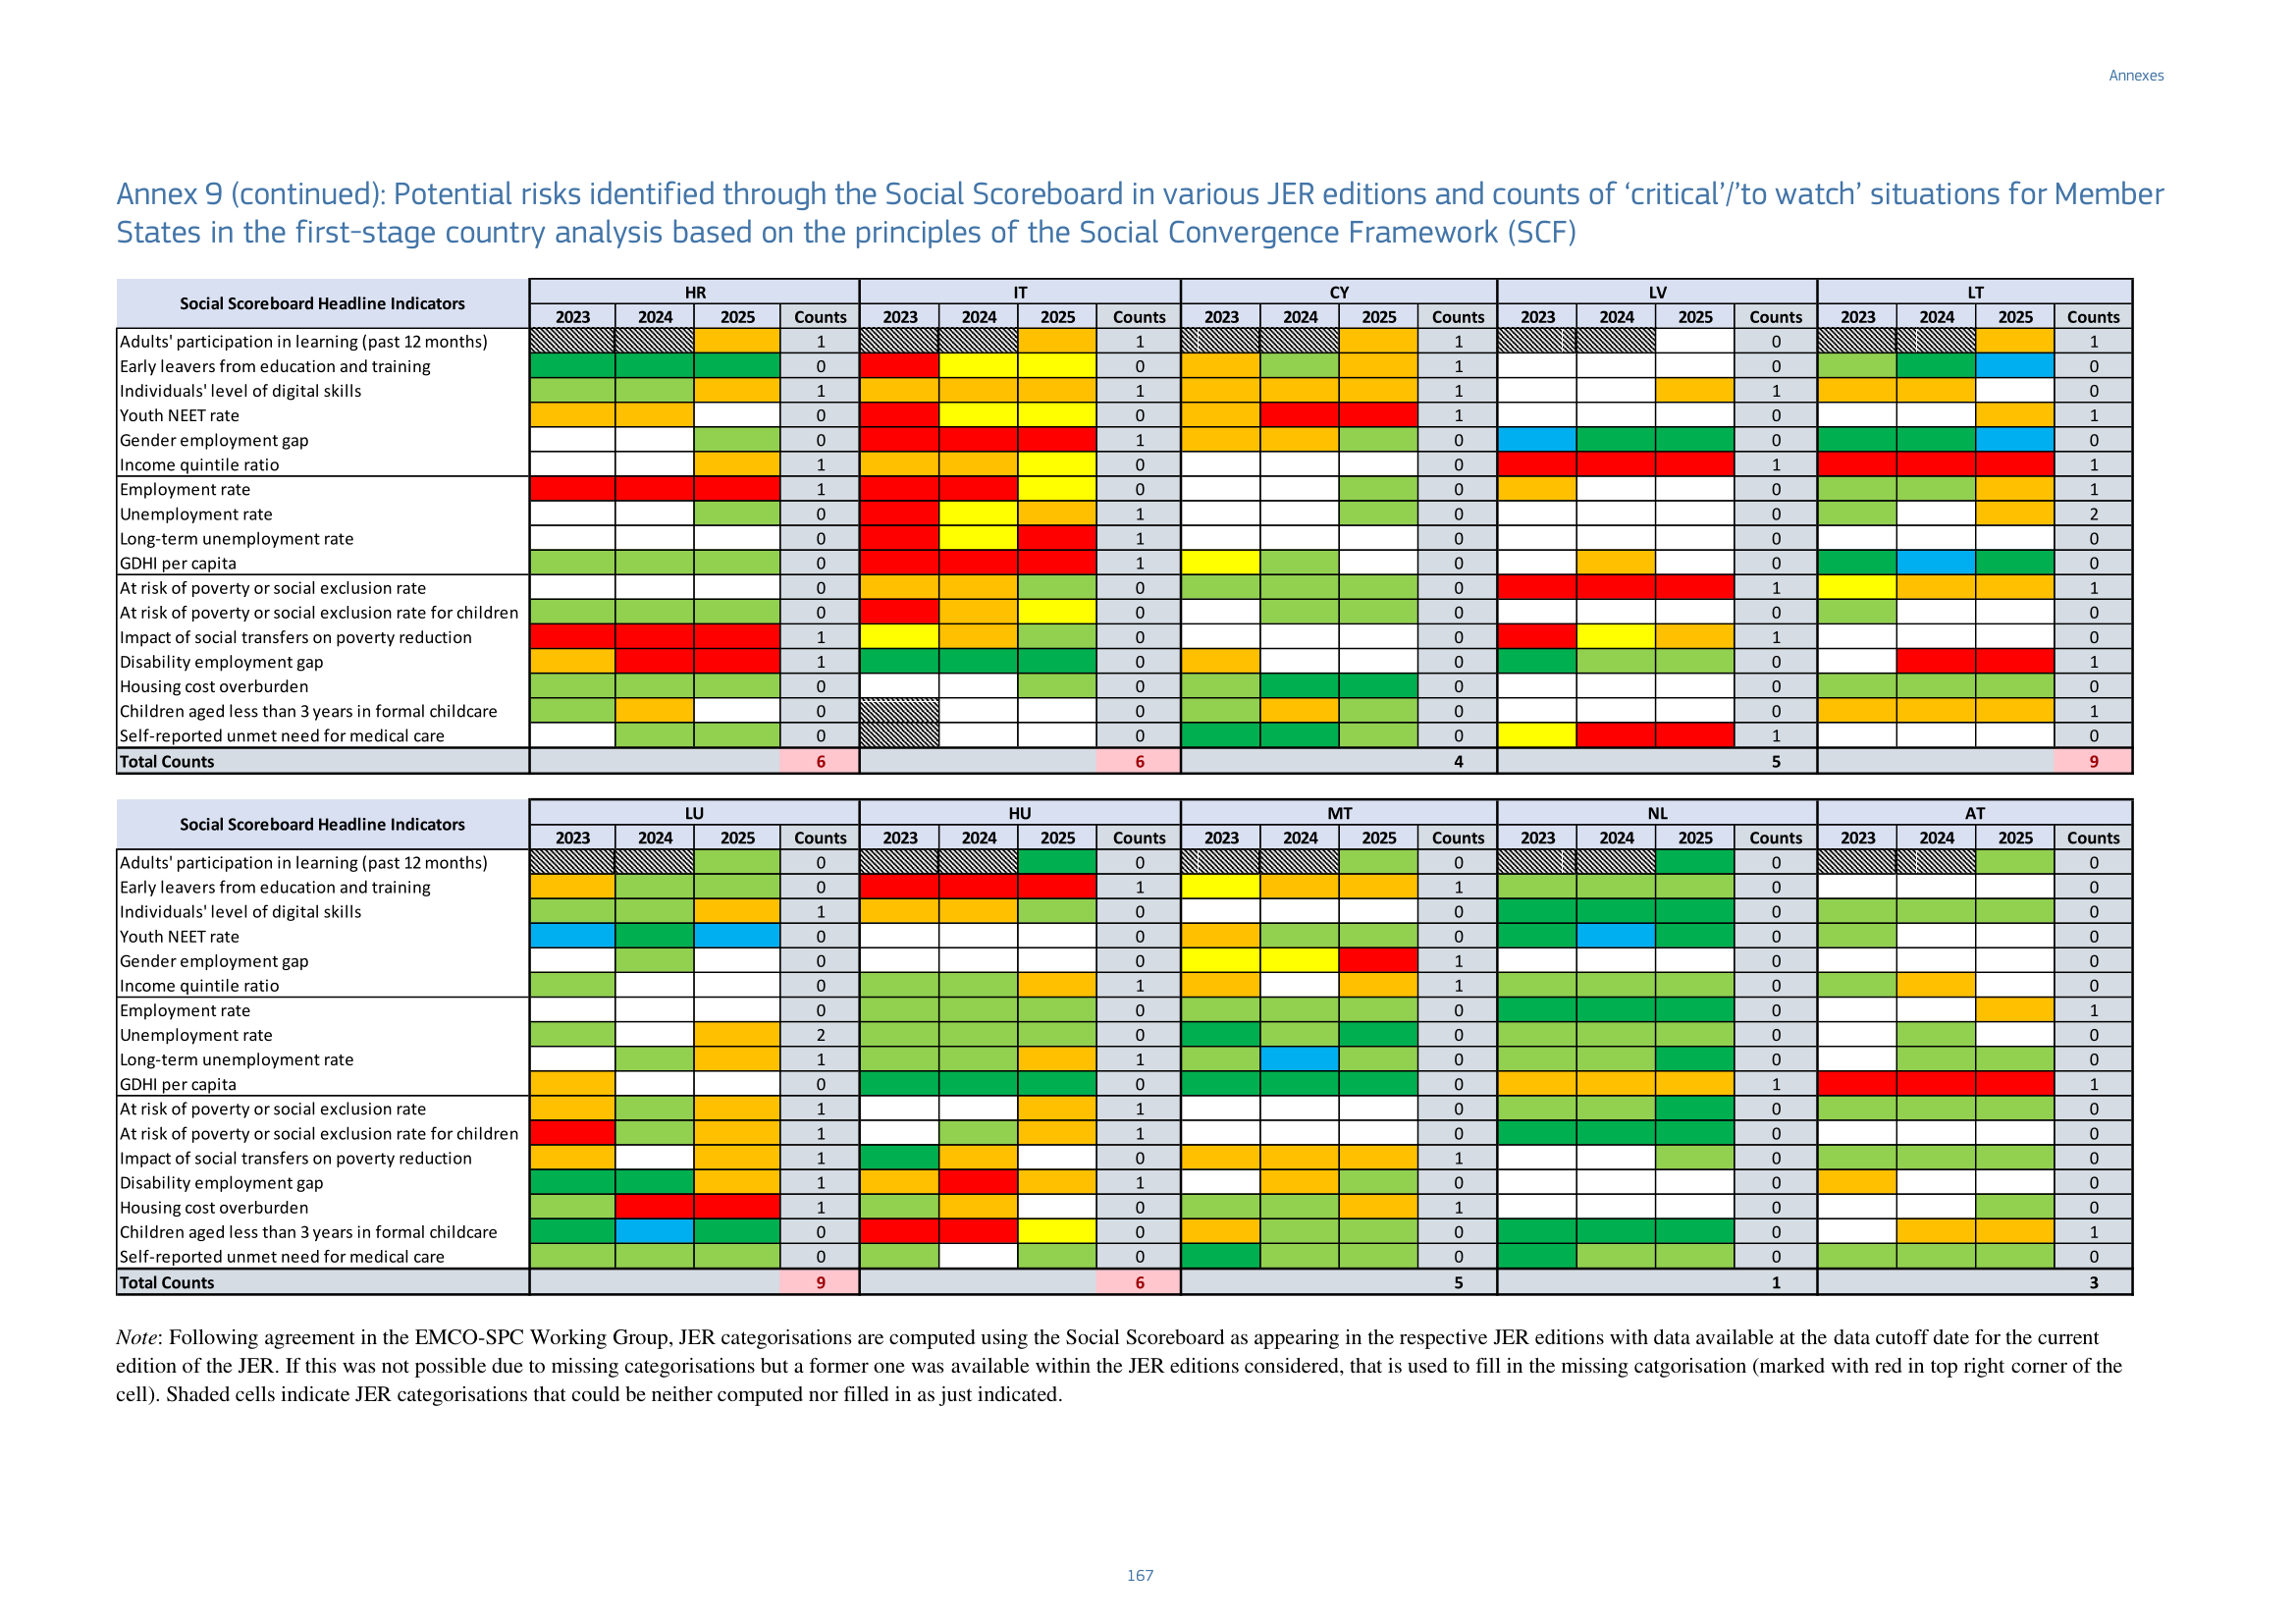 Annexes
Annex 9 (continued): Potential risks identified through the Social Scoreboard in various JER editions and counts of ‘critical’/’to watch’ situations for Member
States in the first-stage country analysis based on the principles of the Social Convergence Framework (SCF)
Social Scoreboard Headline Indicators HR IT CY LV LT
2023 2024 2025 Counts 2023 2024 2025 Counts 2023 2024 2025 Counts 2023 2024 2025 Counts 2023 2024 2025 Counts
Adults' participation in learning (past 12 months) 1 1 1 0 1
Early leavers from education and training 0 0 1 0 0
Individuals' level of digital skills 1 1 1 1 0
Youth NEET rate 0 0 1 0 1
Gender employment gap 0 1 0 0 0
Income quintile ratio 1 0 0 1 1
Employment rate 1 0 0 0 1
Unemployment rate 0 1 0 0 2
Long-term unemployment rate 0 1 0 0 0
GDHI per capita 0 1 0 0 0
At risk of poverty or social exclusion rate 0 0 0 1 1
At risk of poverty or social exclusion rate for children 0 0 0 0 0
Impact of social transfers on poverty reduction 1 0 0 1 0
Disability employment gap 1 0 0 0 1
Housing cost overburden 0 0 0 0 0
Children aged less than 3 years in formal childcare 0 0 0 0 1
Self-reported unmet need for medical care 0 0 0 1 0
Total Counts 6 6 4 5 9
Social Scoreboard Headline Indicators LU HU MT NL AT
2023 2024 2025 Counts 2023 2024 2025 Counts 2023 2024 2025 Counts 2023 2024 2025 Counts 2023 2024 2025 Counts
Adults' participation in learning (past 12 months) 0 0 0 0 0
Early leavers from education and training 0 1 1 0 0
Individuals' level of digital skills 1 0 0 0 0
Youth NEET rate 0 0 0 0 0
Gender employment gap 0 0 1 0 0
Income quintile ratio 0 1 1 0 0
Employment rate 0 0 0 0 1
Unemployment rate 2 0 0 0 0
Long-term unemployment rate 1 1 0 0 0
GDHI per capita 0 0 0 1 1
At risk of poverty or social exclusion rate 1 1 0 0 0
At risk of poverty or social exclusion rate for children 1 1 0 0 0
Impact of social transfers on poverty reduction 1 0 1 0 0
Disability employment gap 1 1 0 0 0
Housing cost overburden 1 0 1 0 0
Children aged less than 3 years in formal childcare 0 0 0 0 1
Self-reported unmet need for medical care 0 0 0 0 0
Total Counts 9 6 5 1 3
Note: Following agreement in the EMCO-SPC Working Group, JER categorisations are computed using the Social Scoreboard as appearing in the respective JER editions with data available at the data cutoff date for the current
edition of the JER. If this was not possible due to missing categorisations but a former one was available within the JER editions considered, that is used to fill in the missing catgorisation (marked with red in top right corner of the
cell). Shaded cells indicate JER categorisations that could be neither computed nor filled in as just indicated.
167